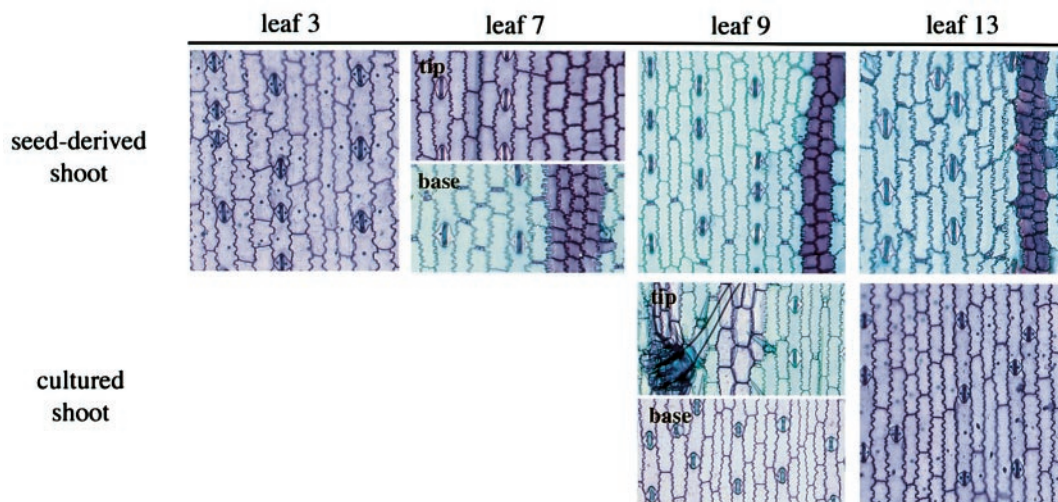 leaf 3 leaf 7 leaf 9 leaf 13
seed-derived
shoot
tip
base
cultured
shoot
tip
base